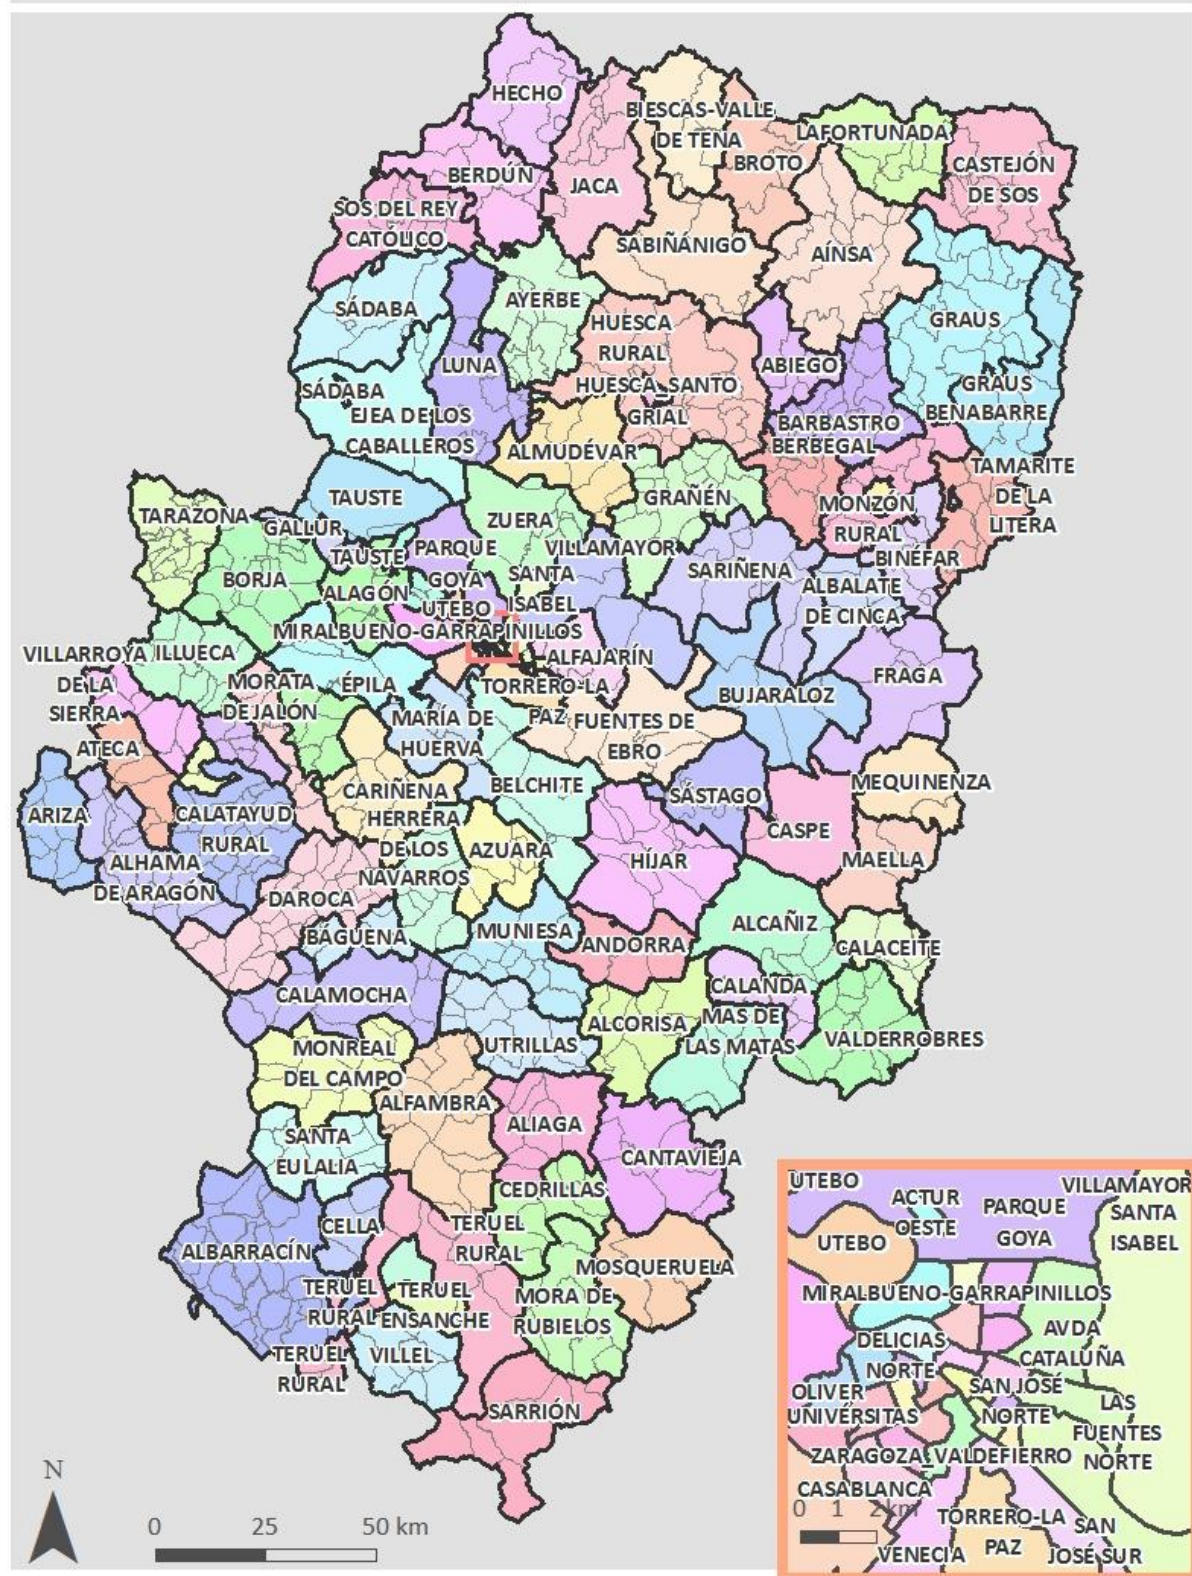 HECHO
BIESCAS-VALLE
DE TENA
LAFORTUNADA
BROTO
CASTEJÓN
DE SOS
BERDÚN
JACA
SOS DEL REY
CATÓLICO
SABIÑÁNIGO
AÍNSA
SÁDABA
AYERBE
HUESCA
RURAL
GRAUS
LUNA
ABIEGO
SÁDABA
HUESCA_SANTO
GRIAL
GRAUS
BENABARRE
EJEA DE LOS
CABALLEROS
BARBASTRO
BERBEGAL
ALMUDÉVAR
TAMARITE
DE LA
LITERA
TAUSTE
GRAÑÉN
MONZÓN
RURAL
TARAZONA
GALLUR
ZUERA
TAUSTE
PARQUE
GOYA
VILLAMAYOR
BINÉFAR
BORJA
ALAGÓN
SANTA
ISABEL
SARIÑENA
ALBALATE
DE CINCA
UTEBO
MIRALBUENO-GARRAPINILLOS
VILLARROYA
DE LA
SIERRA
ILLUECA
ALFAJARÍN
FRAGA
MORATA
DE JALÓN
ÉPILA
TORRERO-LA
PAZ
BUJARALOZ
MARÍA DE
HUERVA
FUENTES DE
EBRO
ATECA
BELCHITE
MEQUINENZA
ARIZA
CALATAYUD
RURAL
CARIÑENA
SÁSTAGO
HERRERA
DE LOS
NAVARROS
CASPE
ALHAMA
DE ARAGÓN
AZUARA
HÍJAR
MAELLA
DAROCA
BÁGUENA
MUNIESA
ANDORRA
ALCAÑIZ
CALACEITE
CALAMOCHA
CALANDA
ALCORISA
MAS DE
LAS MATAS
MONREAL
DEL CAMPO
UTRILLAS
VALDERROBRES
ALFAMBRA
ALIAGA
SANTA
EULALIA
CANTAVIEJA
CEDRILLAS
CELLA
TERUEL
RURAL
ALBARRACÍN
MOSQUERUELA
TERUEL
RURAL
TERUEL
ENSANCHE
MORA DE
RUBIELOS
TERUEL
RURAL
VILLEL
SARRIÓN
N
0 25 50 km
UTEBO
VILLAMAYOR
ACTUR
OESTE
PARQUE
GOYA
SANTA
ISABEL
UTEBO
MIRALBUENO-GARRAPINILLOS
DELICIAS
NORTE
AVDA
CATALUÑA
OLIVER
UNIVÉRSITAS
SAN JOSÉ
NORTE
LAS
FUENTES
NORTE
ZARAGOZA_VALDEFIERRO
CASABLANCA
0 1 2 km
TORRERO-LA
PAZ
SAN
JOSÉ SUR
VENECIA